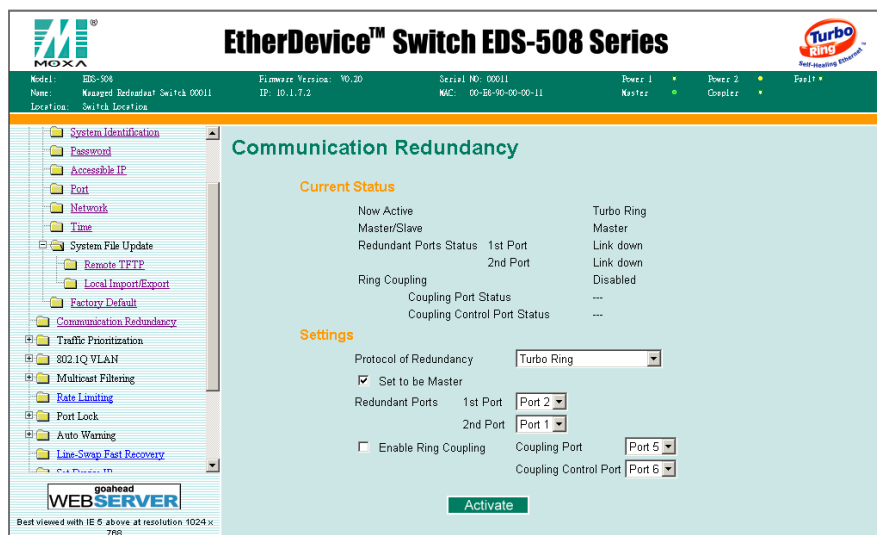 MOXA
®
EtherDevice™ Switch EDS-508 Series
Turbo
Ring
Self-Healing Ethernet
Model: EDS-508 Firmware Version: V0.20 Serial NO: 00011 Power 1 Power 2 Fault
Name: Managed Redundant Switch 00011 IP: 10.1.7.2 MAC: 00-E8-90-00-00-11 Master Coupler
Location: Switch Location
System Identification
Password
Accessible IP
Port
Network
Time
System File Update
Remote TFTP
Local Import/Export
Factory Default
Communication Redundancy
Traffic Prioritization
802.1Q VLAN
Multicast Filtering
Rate Limiting
Port Lock
Auto Warning
Line-Swap Fast Recovery
Set Device IP
goahead
WEBSERVER
Best viewed with IE 5 above at resolution 1024 x
768
Communication Redundancy
Current Status
Now Active Turbo Ring
Master/Slave Master
Redundant Ports Status 1st Port Link down
2nd Port Link down
Ring Coupling Disabled
Coupling Port Status ---
Coupling Control Port Status ---
Settings
Protocol of Redundancy Turbo Ring
Set to be Master
Redundant Ports 1st Port Port 2
2nd Port Port 1
Enable Ring Coupling Coupling Port Port 5
Coupling Control Port Port 6
Activate